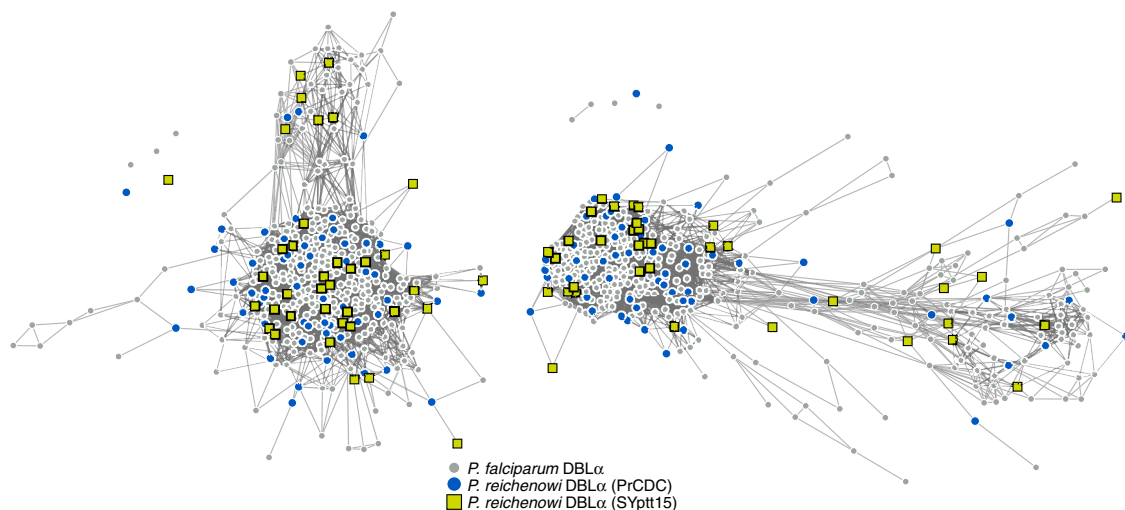 P. falciparum DBLα
P. reichenowi DBLα (PrCDC)
P. reichenowi DBLα (SYptt15)